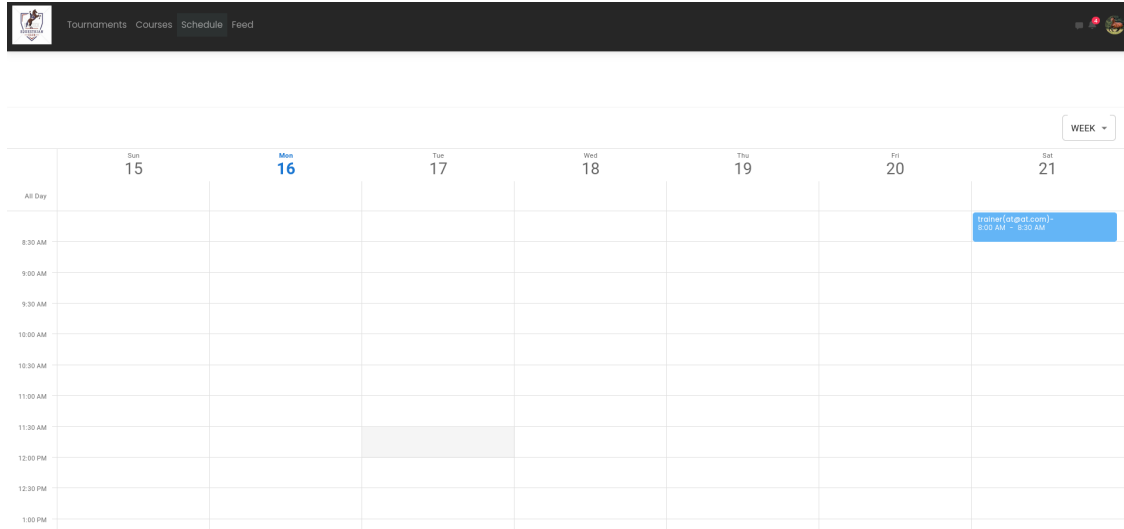 EQUESTRIAN
Tournaments Courses Schedule Feed
4
WEEK
Sun Mon Tue Wed Thu Fri Sat
15 16 17 18 19 20 21
All Day
trainer(at@at.com)-
8:00 AM - 8:30 AM
8:30 AM
9:00 AM
9:30 AM
10:00 AM
10:30 AM
11:00 AM
11:30 AM
12:00 PM
12:30 PM
1:00 PM